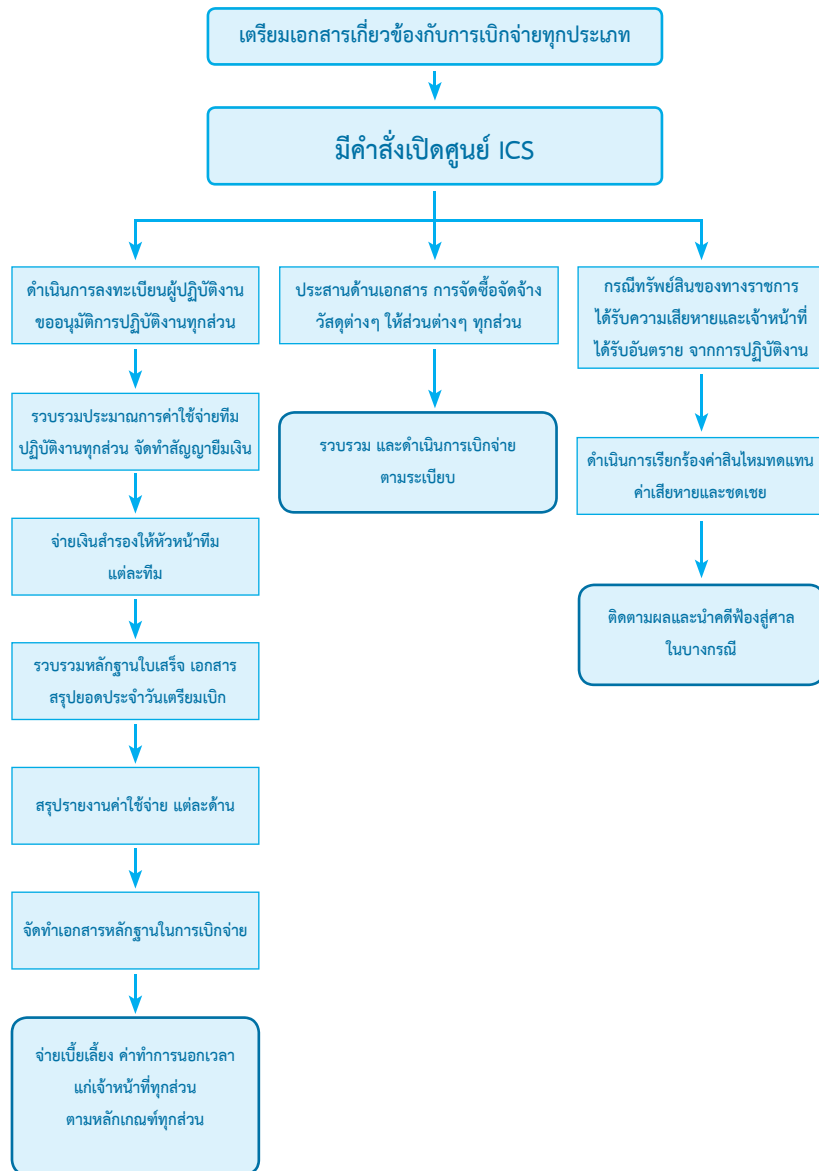 เตรียมเอกสารเกี่ยวข้องกับการเบิกจ่ายทุกประเภท
มีคำสั่งเปิดศูนย์ ICS
ดำเนินการลงทะเบียนผู้ปฏิบัติงาน
ขออนุมัติการปฏิบัติงานทุกส่วน
รวบรวมประมาณการค่าใช้จ่ายทีม
ปฏิบัติงานทุกส่วน จัดทำสัญญายืมเงิน
จ่ายเงินสำรองให้หัวหน้าทีม
แต่ละทีม
รวบรวมหลักฐานใบเสร็จ เอกสาร
สรุปยอดประจำวันเตรียมเบิก
สรุปรายงานค่าใช้จ่าย แต่ละด้าน
จัดทำเอกสารหลักฐานในการเบิกจ่าย
จ่ายเบี้ยเลี้ยง ค่าทำการนอกเวลา
แก่เจ้าหน้าที่ทุกส่วน
ตามหลักเกณฑ์ทุกส่วน
ประสานด้านเอกสาร การจัดซื้อจัดจ้าง
วัสดุต่างๆ ให้ส่วนต่างๆ ทุกส่วน
รวบรวม และดำเนินการเบิกจ่าย
ตามระเบียบ
กรณีทรัพย์สินของทางราชการ
ได้รับความเสียหายและเจ้าหน้าที่
ได้รับอันตราย จากการปฏิบัติงาน
ดำเนินการเรียกร้องค่าสินไหมทดแทน
ค่าเสียหายและชดเชย
ติดตามผลและนำคดีฟ้องสู่ศาล
ในบางกรณี